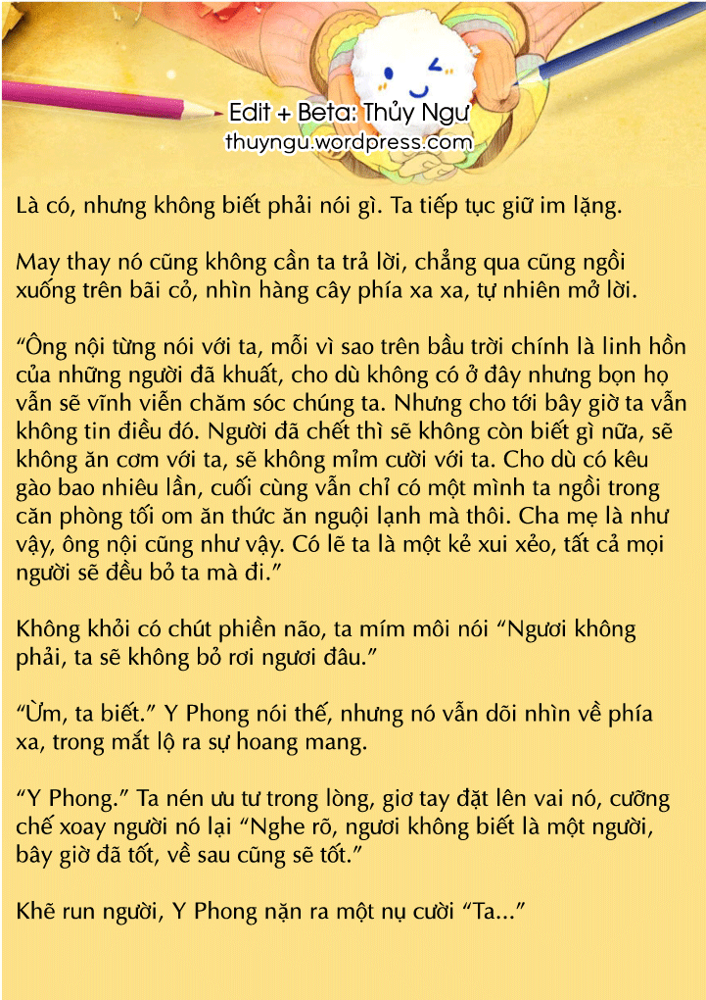 Edit + Beta: Thủy Ngư
thuyngu.wordpress.com
Là có, nhưng không biết phải nói gì. Ta tiếp tục giữ im lặng.
May thay nó cũng không cần ta trả lời, chẳng qua cũng ngồi
xuống trên bãi cỏ, nhìn hàng cây phía xa xa, tự nhiên mở lời.
“Ông nội từng nói với ta, mỗi vì sao trên bầu trời chính là linh hồn
của những người đã khuất, cho dù không có ở đây nhưng bọn họ
vẫn sẽ vĩnh viễn chăm sóc chúng ta. Nhưng cho tới bây giờ ta vẫn
không tin điều đó. Người đã chết thì sẽ không còn biết gì nữa, sẽ
không ăn cơm với ta, sẽ không mỉm cười với ta. Cho dù có kêu
gào bao nhiêu lần, cuối cùng vẫn chỉ có một mình ta ngồi trong
căn phòng tối om ăn thức ăn nguội lạnh mà thôi. Cha mẹ là như
vậy, ông nội cũng như vậy. Có lẽ ta là một kẻ xui xẻo, tất cả mọi
người sẽ đều bỏ ta mà đi.”
Không khỏi có chút phiền não, ta mím môi nói “Ngươi không
phải, ta sẽ không bỏ rơi ngươi đâu.”
“Ừm, ta biết.” Y Phong nói thế, nhưng nó vẫn dõi nhìn về phía
xa, trong mắt lộ ra sự hoang mang.
“Y Phong.” Ta nén ưu tư trong lòng, giơ tay đặt lên vai nó, cưỡng
chế xoay người nó lại “Nghe rõ, ngươi không biết là một người,
bây giờ đã tốt, về sau cũng sẽ tốt.”
Khẽ run người, Y Phong nặn ra một nụ cười “Ta...”